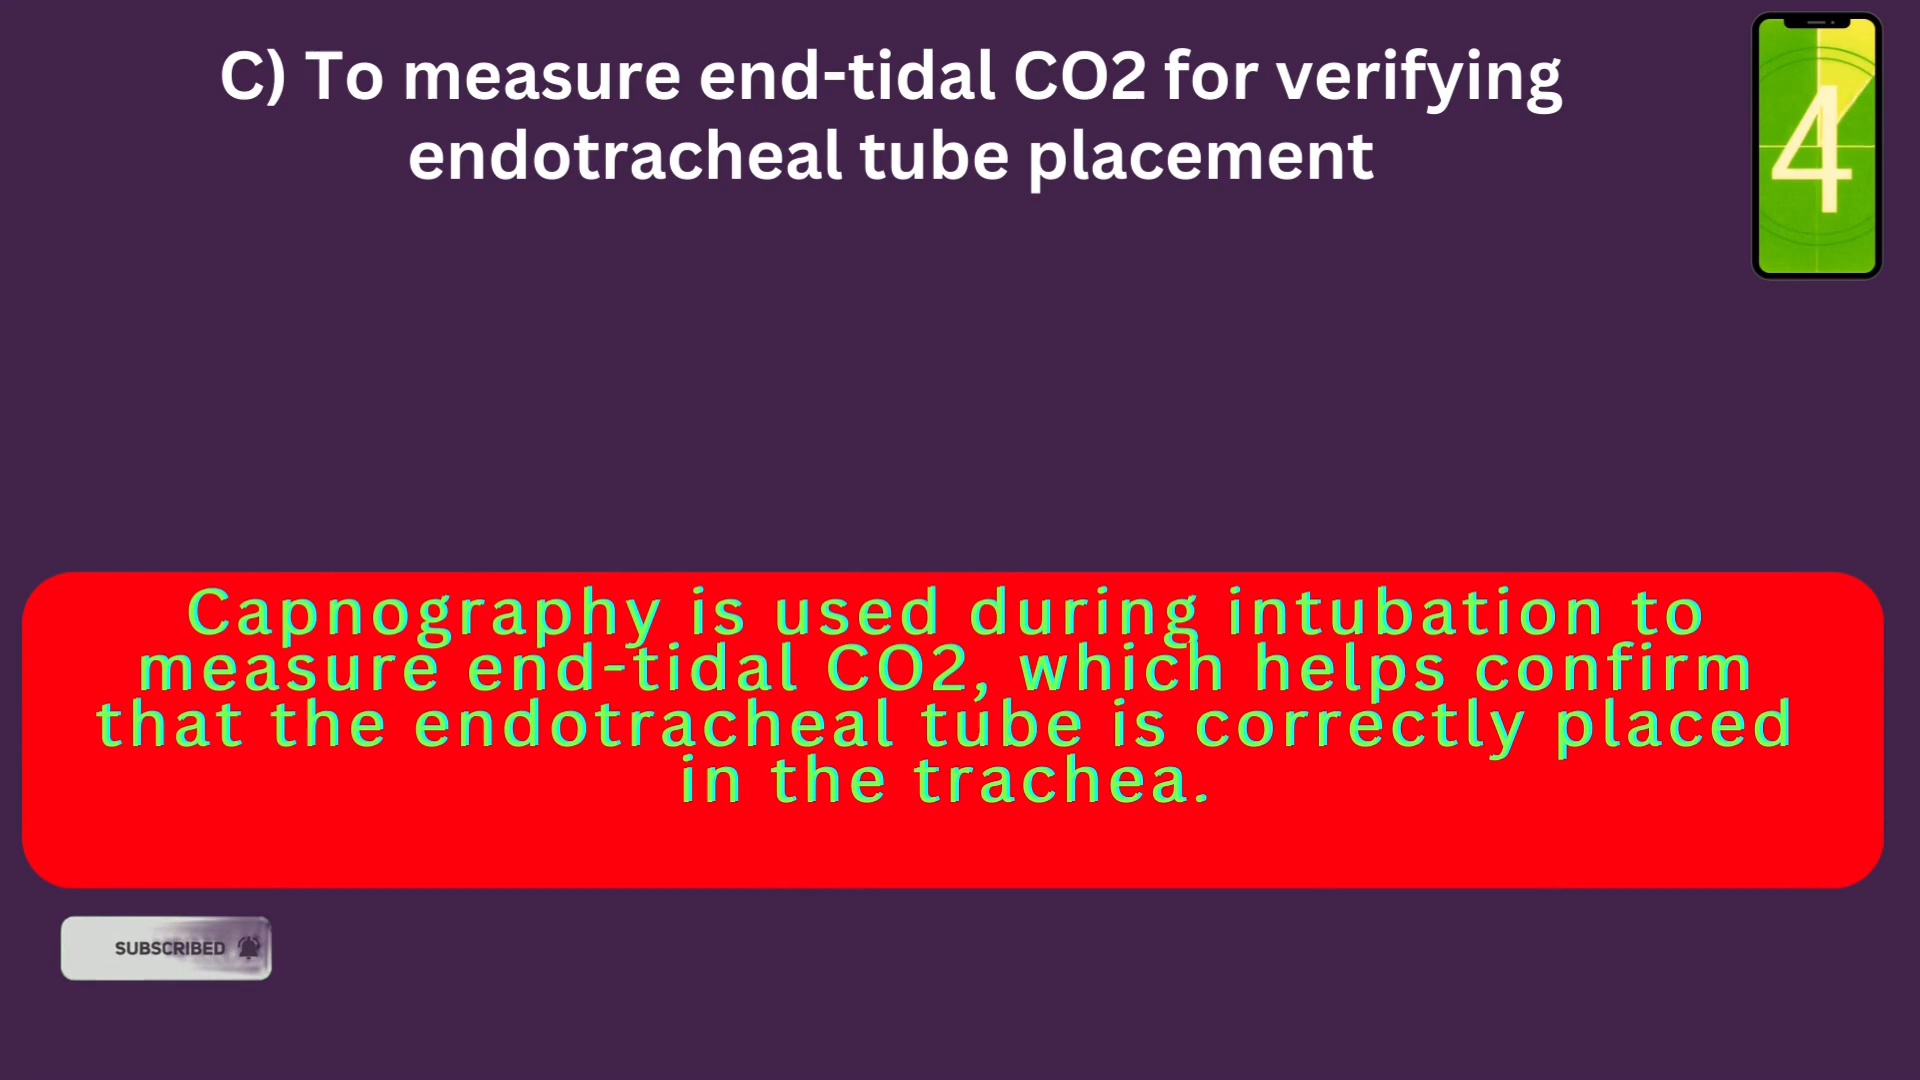 C) To measure end-tidal CO2 for verifying
endotracheal tube placement
4
Capnography is used during intubation to
measure end-tidal CO2, which helps confirm
that the endotracheal tube is correctly placed
in the trachea.
SUBSCRIBED